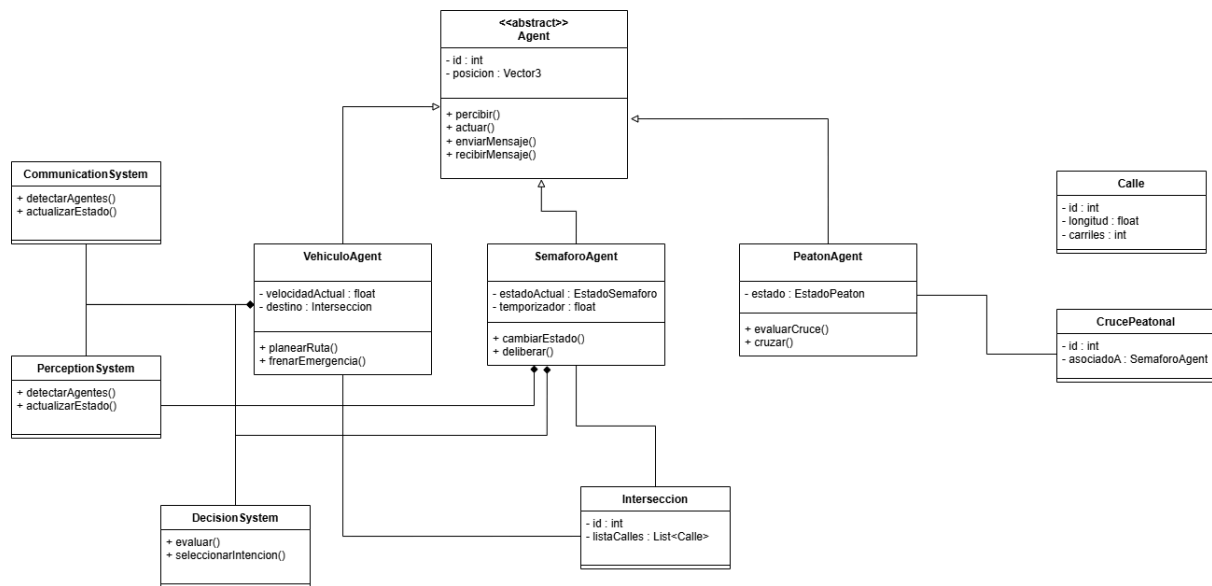 <<abstract>>
Agent
- id : int
- posicion : Vector3
+ percibir()
+ actuar()
+ enviarMensaje()
+ recibirMensaje()
CommunicationSystem
+ detectarAgentes()
+ actualizarEstado()
Calle
- id : int
- longitud : float
- carriles : int
VehiculoAgent
- velocidadActual : float
- destino : Interseccion
+ planearRuta()
+ frenarEmergencia()
SemaforoAgent
- estadoActual : EstadoSemaforo
- temporizador : float
+ cambiarEstado()
+ deliberar()
PeatonAgent
- estado : EstadoPeaton
+ evaluarCruce()
+ cruzar()
CrucePeatonal
- id : int
- asociadoA : SemaforoAgent
PerceptionSystem
+ detectarAgentes()
+ actualizarEstado()
DecisionSystem
+ evaluar()
+ seleccionarIntencion()
Interseccion
- id : int
- listaCalles : List<Calle>